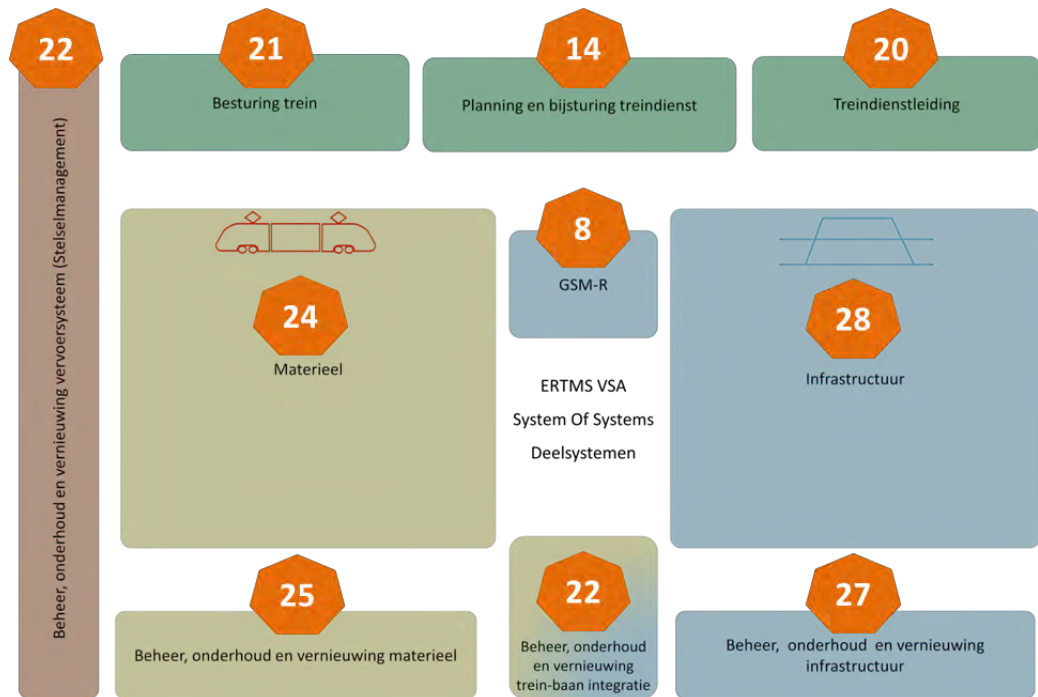 22
Beheer, onderhoud en vernieuwing vervoersysteem (Stelselmanagement)
21
Besturing trein
14
Planning en bijsturing treindienst
20
Treindienstleiding
24
Materieel
8
GSM-R
28
Infrastructuur
ERTMS VSA
System Of Systems
Deelsystemen
25
Beheer, onderhoud en vernieuwing materieel
22
Beheer, onderhoud
en vernieuwing
trein-baan integratie
27
Beheer, onderhoud en vernieuwing
infrastructuur